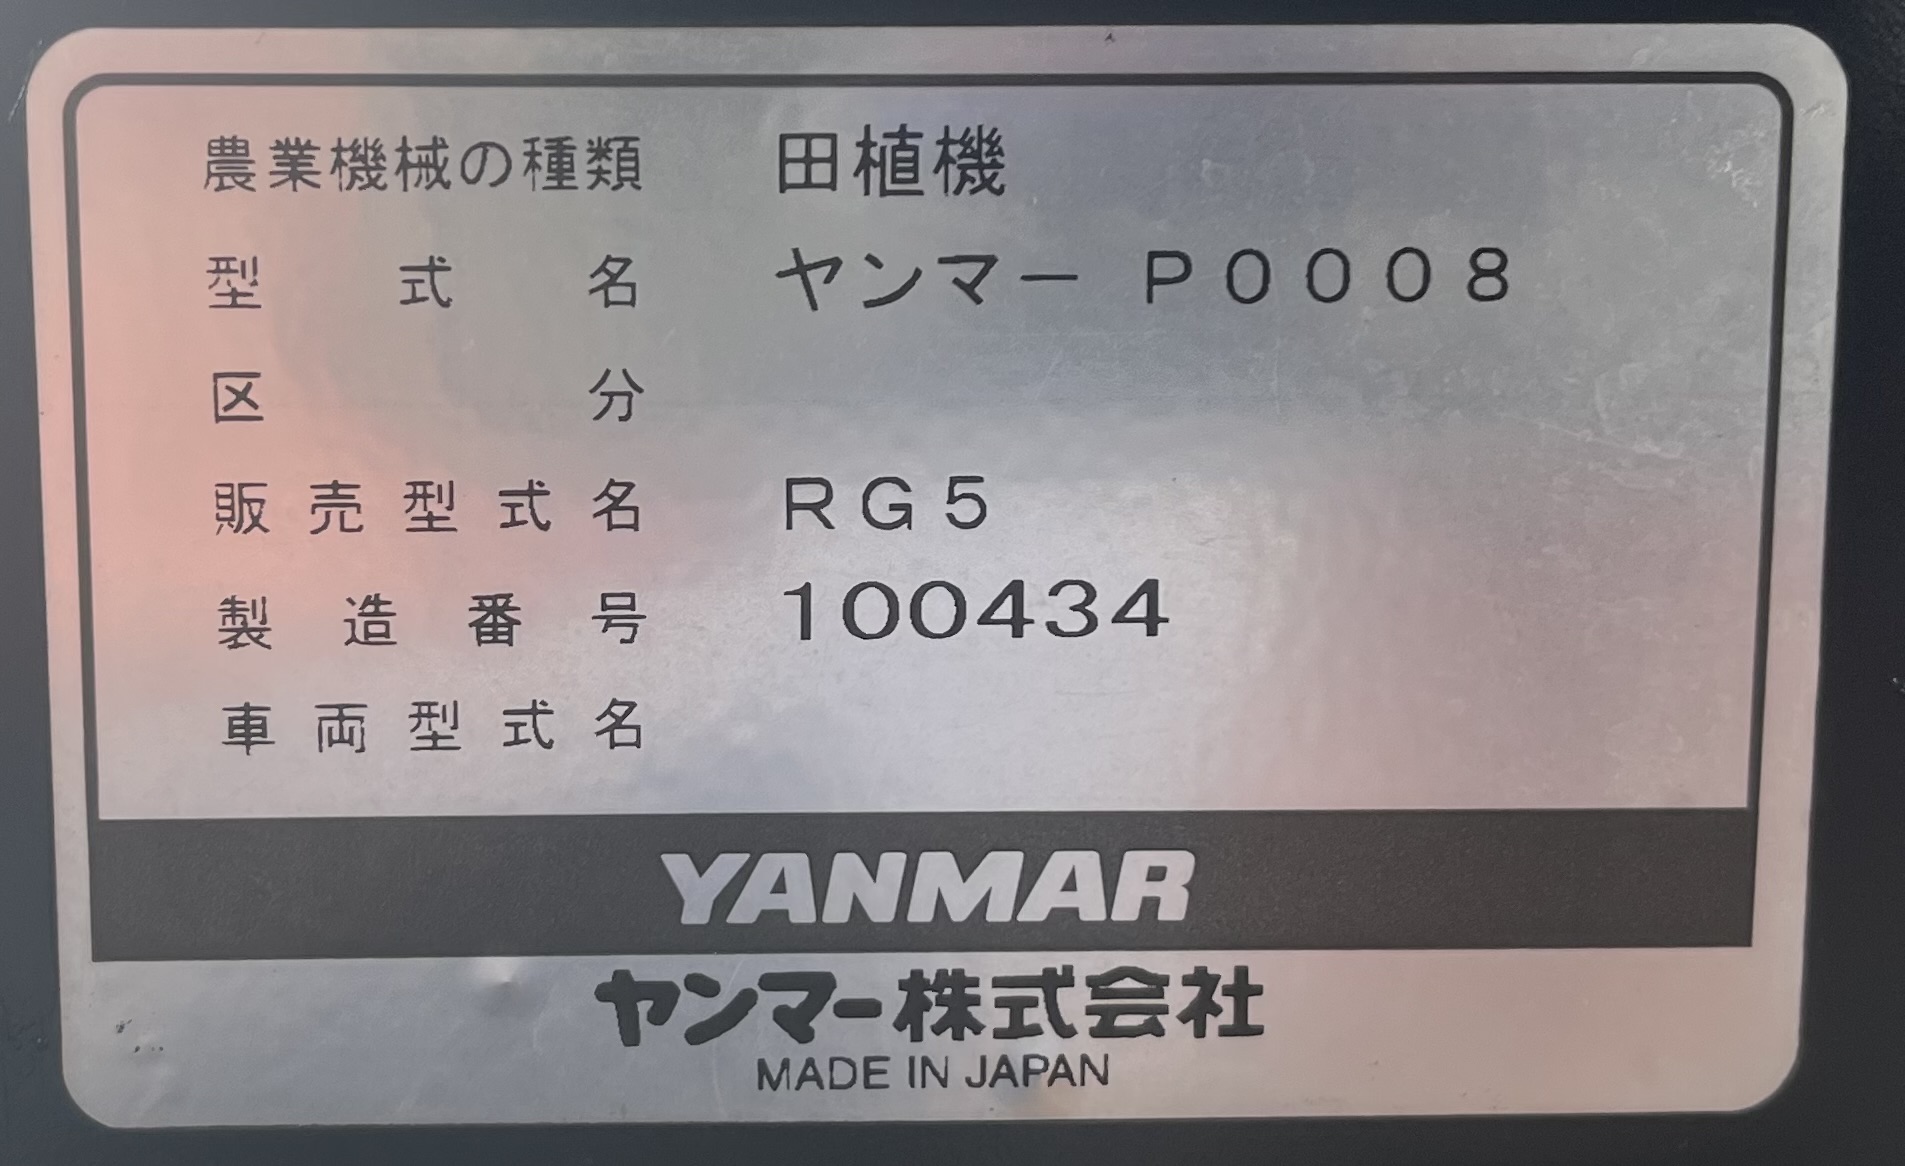 農業機械の種類 田植機
型式名 ヤンマー P0008
区分
販売型式名 RG5
製造番号 100434
車両型式名
YANMAR
ヤンマー株式会社
MADE IN JAPAN